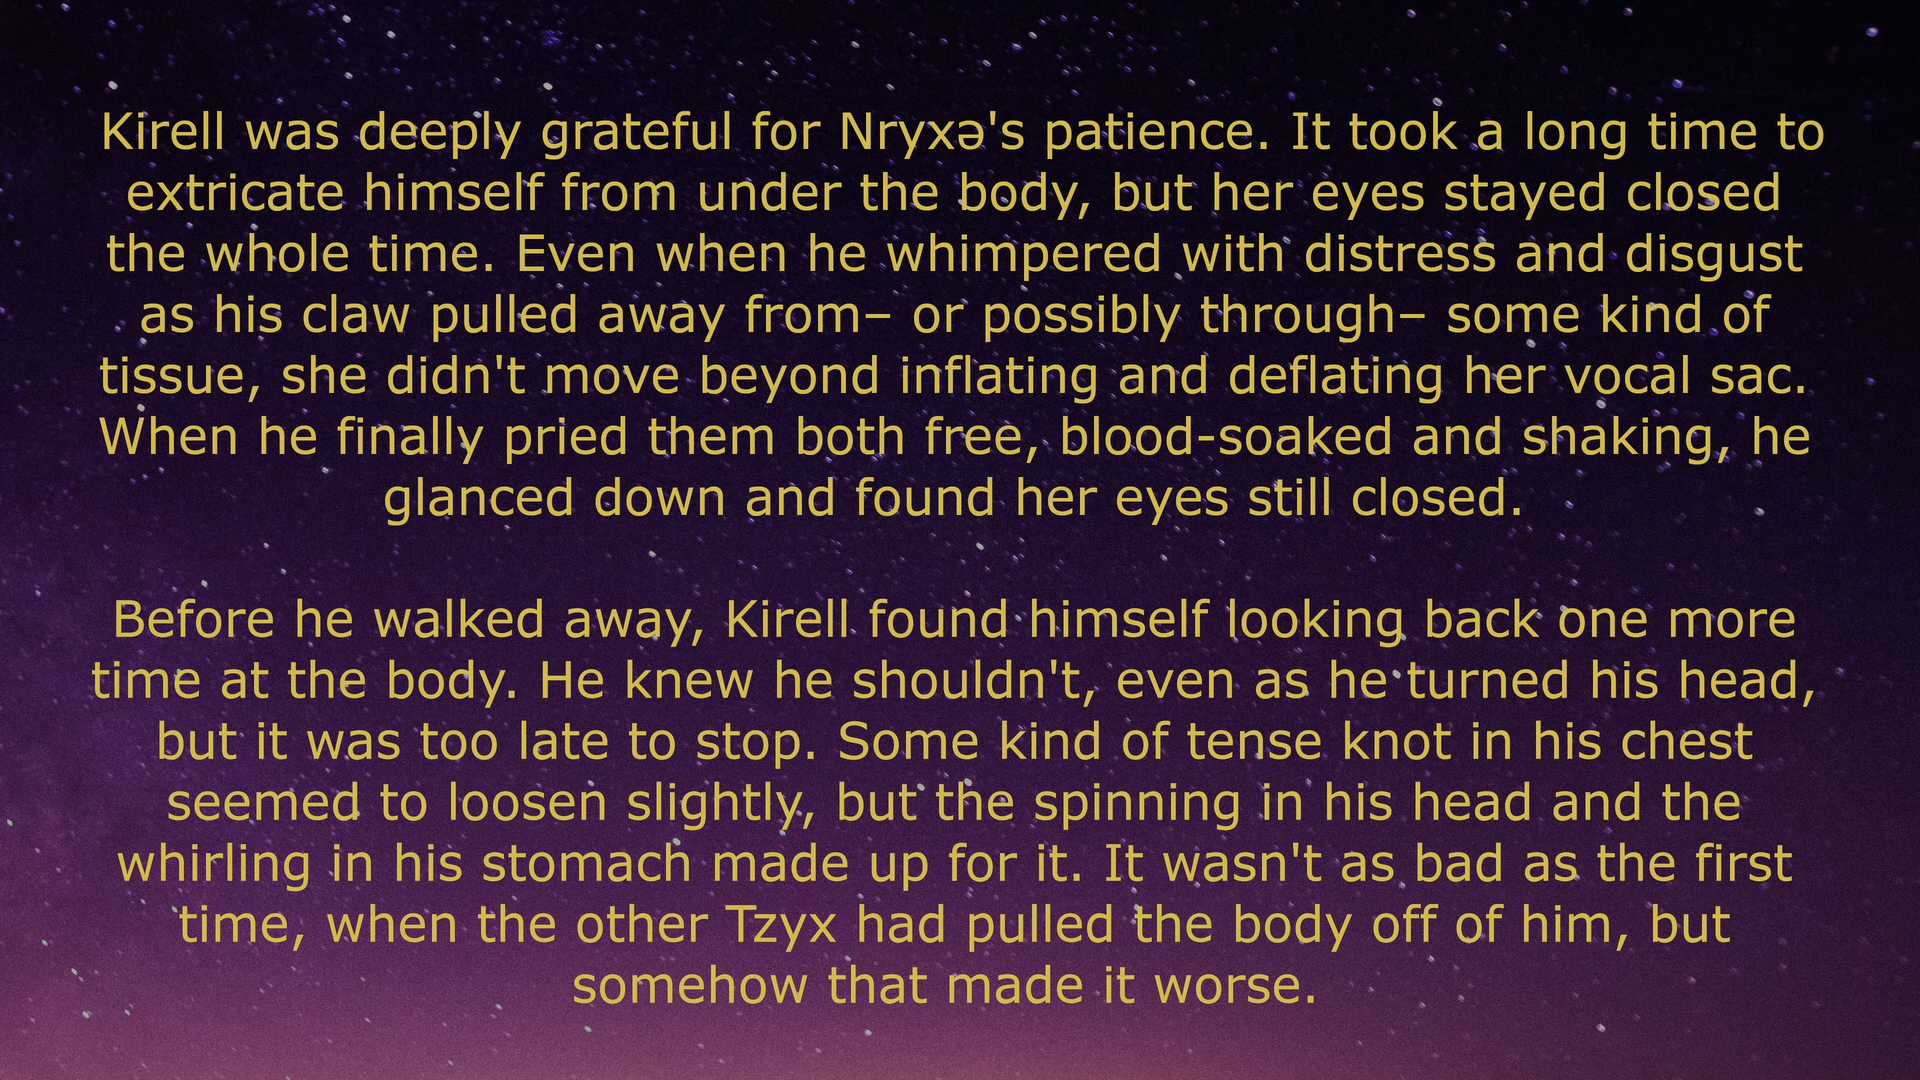 Kirell was deeply grateful for Nryxə's patience. It took a long time to
extricate himself from under the body, but her eyes stayed closed
the whole time. Even when he whimpered with distress and disgust
as his claw pulled away from– or possibly through– some kind of
tissue, she didn't move beyond inflating and deflating her vocal sac.
When he finally pried them both free, blood-soaked and shaking, he
glanced down and found her eyes still closed.
Before he walked away, Kirell found himself looking back one more
time at the body. He knew he shouldn't, even as he turned his head,
but it was too late to stop. Some kind of tense knot in his chest
seemed to loosen slightly, but the spinning in his head and the
whirling in his stomach made up for it. It wasn't as bad as the first
time, when the other Tzyx had pulled the body off of him, but
somehow that made it worse.